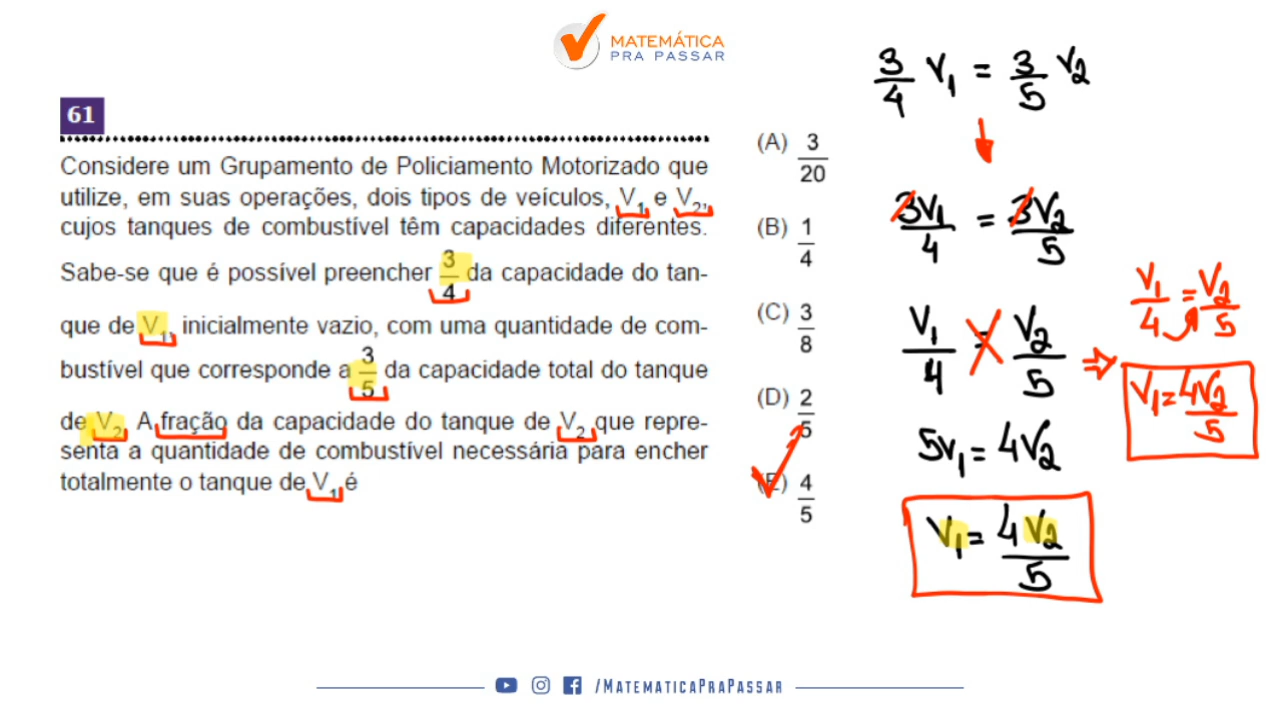 MATEMÁTICA
PRA PASSAR
61
Considere um Grupamento de Policiamento Motorizado que
utilize, em suas operações, dois tipos de veículos, V₁ e V₂,
cujos tanques de combustível têm capacidades diferentes.
Sabe-se que é possível preencher 3/4 da capacidade do tan-
que de V₁, inicialmente vazio, com uma quantidade de com-
bustível que corresponde a 3/5 da capacidade total do tanque
de V₂. A fração da capacidade do tanque de V₂ que repre-
senta a quantidade de combustível necessária para encher
totalmente o tanque de V₁ é
(A) 3/20
(B) 1/4
(C) 3/8
(D) 2/5
(E) 4/5
3/4 V₁ = 3/5 V₂
3V₁/4 = 3V₂/5
V₁/4 = V₂/5
5V₁ = 4V₂
V₁ = 4V₂/5
V₁/4 = V₂/5
V₁ = 4V₂/5
/MatematicaPraPassar